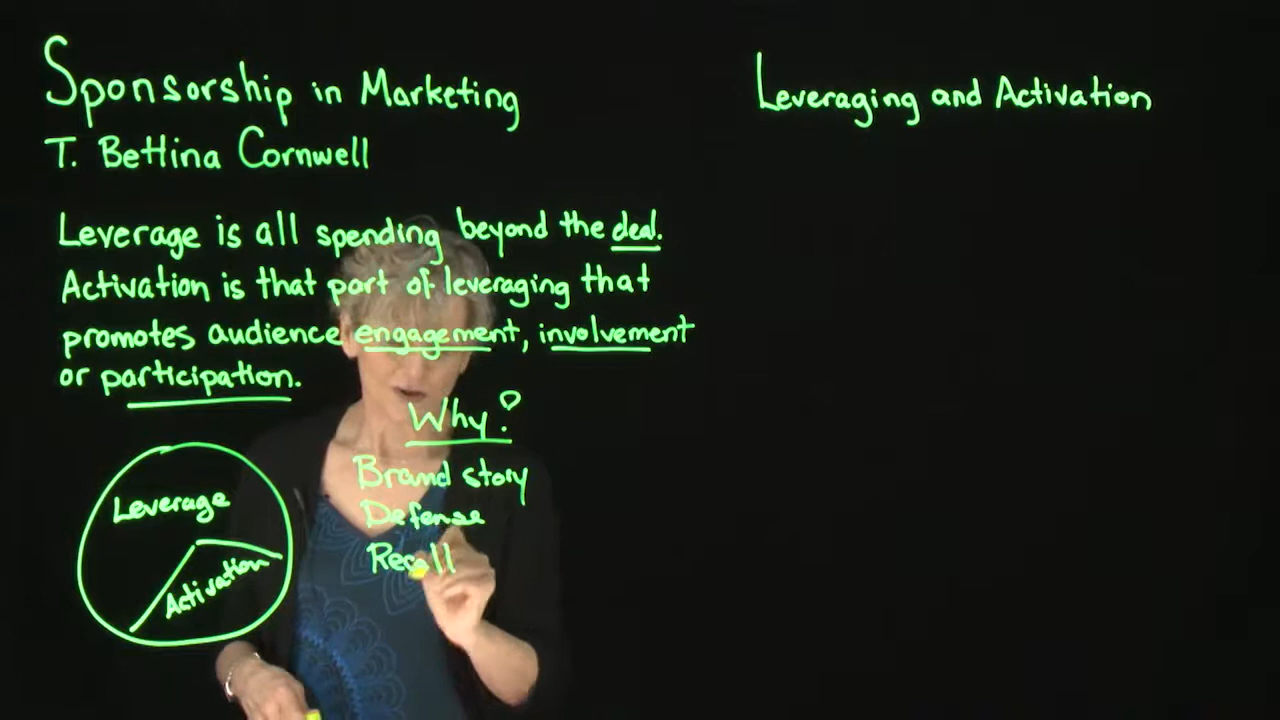 Sponsorship in Marketing
T. Bettina Cornwell
Leveraging and Activation
Leverage is all spending beyond the deal.
Activation is that part of leveraging that
promotes audience engagement, involvement
or participation.
Why?
Brand story
Defense
Recall
Leverage
Activation